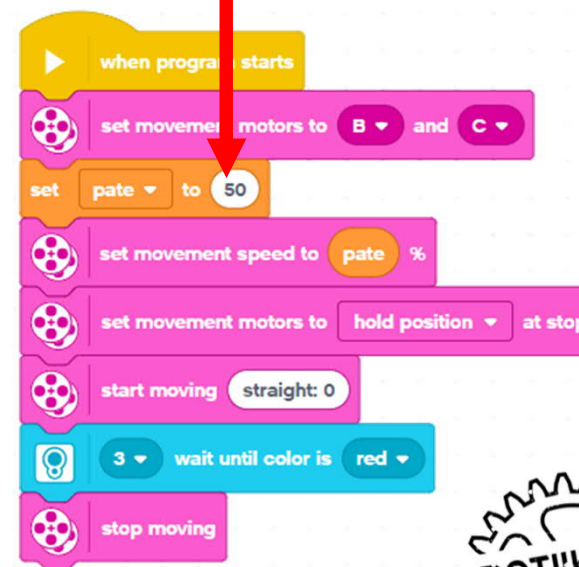 when program starts
set movement motors to B and C
set pate to 50
set movement speed to pate %
set movement motors to hold position at stop
start moving straight: 0
3 wait until color is red
stop moving